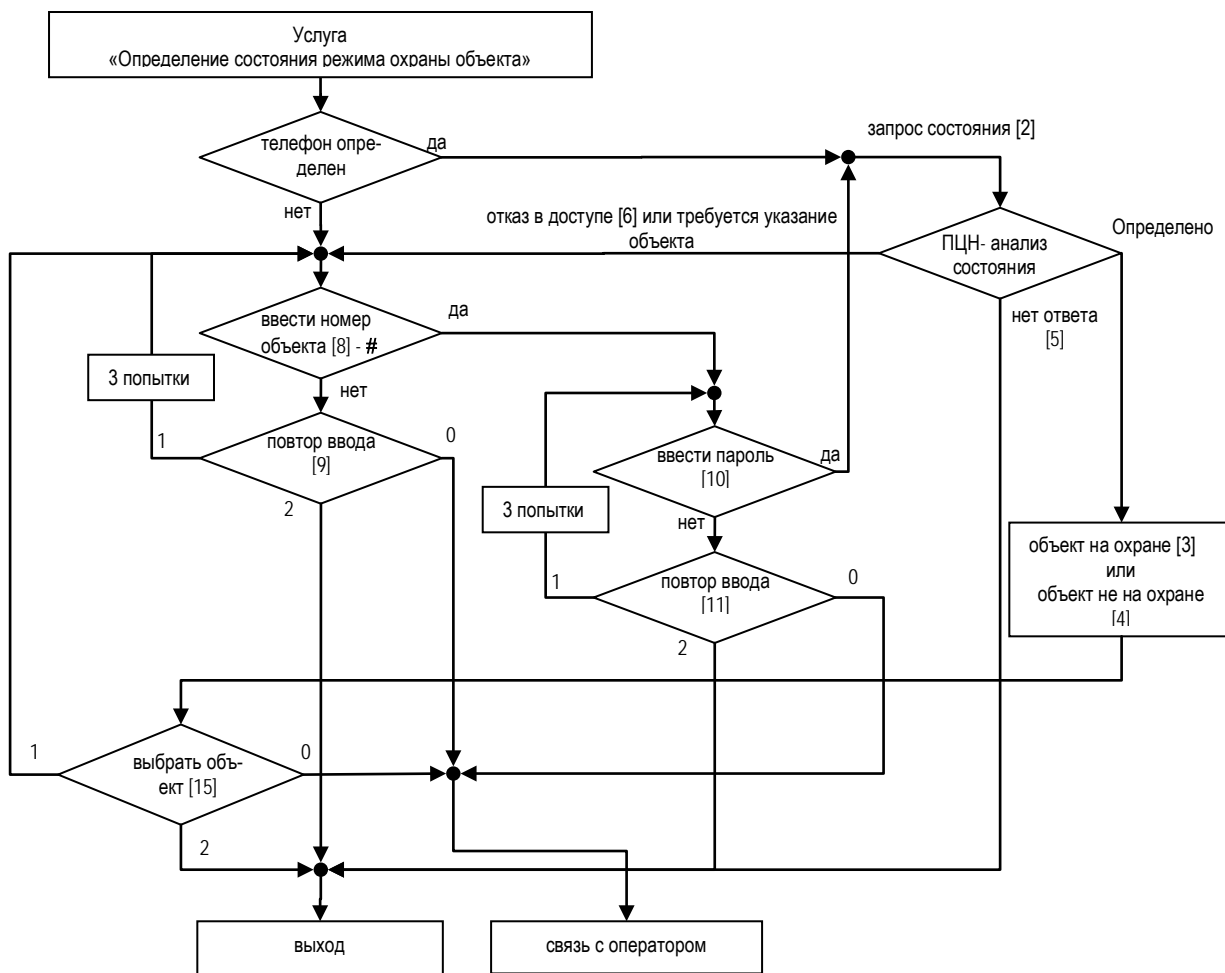 Услуга
«Определение состояния режима охраны объекта»
телефон опре-
делен
да
запрос состояния [2]
нет
отказ в доступе [6] или требуется указание
объекта
Определено
ПЦН- анализ
состояния
да
ввести номер
объекта [8] - #
нет ответа
[5]
3 попытки
нет
1
повтор ввода
[9]
0
ввести пароль
[10]
да
2
3 попытки
нет
объект на охране [3]
или
объект не на охране
[4]
1
повтор ввода
[11]
0
2
1
выбрать объ-
ект [15]
0
2
выход
связь с оператором